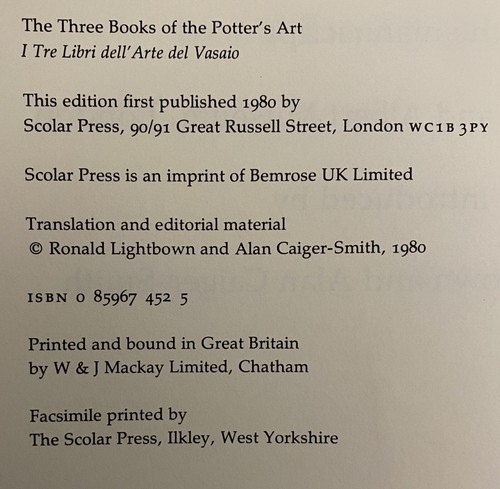 The Three Books of the Potter's Art
I Tre Libri dell'Arte del Vasaio
This edition first published 1980 by
Scolar Press, 90/91 Great Russell Street, London WC1B 3PY
Scolar Press is an imprint of Bemrose UK Limited
Translation and editorial material
© Ronald Lightbown and Alan Caiger-Smith, 1980
ISBN 0 85967 452 5
Printed and bound in Great Britain
by W & J Mackay Limited, Chatham
Facsimile printed by
The Scolar Press, Ilkley, West Yorkshire